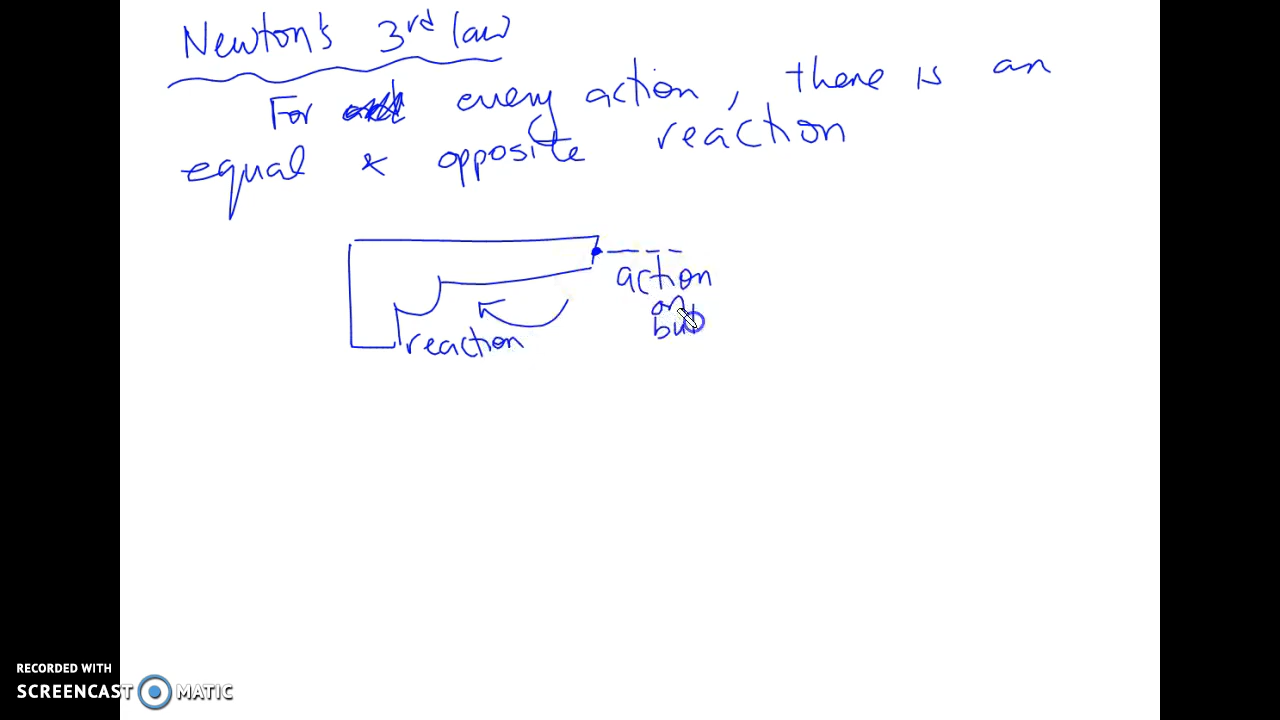 Newton's 3rd law
For every action, there is an
equal & opposite reaction
action
on
but
reaction
RECORDED WITH
SCREENCAST MATIC